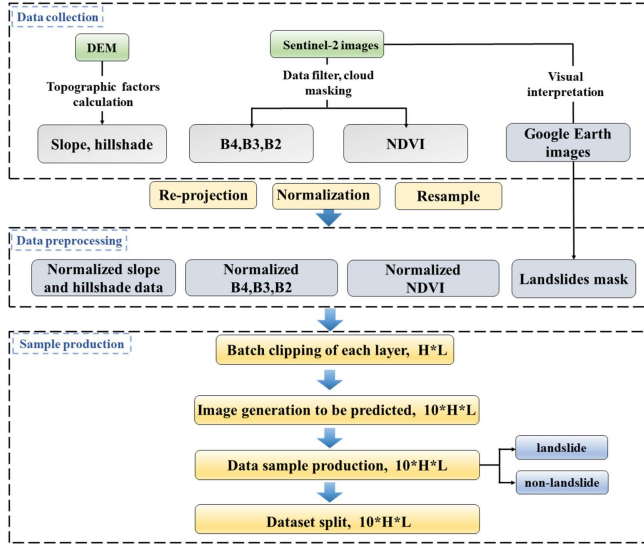 Data collection
DEM
Sentinel-2 images
Topographic factors
calculation
Data filter, cloud
masking
Visual
interpretation
Slope, hillshade
B4,B3,B2
NDVI
Google Earth
images
Re-projection
Normalization
Resample
Data preprocessing
Normalized slope
and hillshade data
Normalized
B4,B3,B2
Normalized
NDVI
Landslides mask
Sample production
Batch clipping of each layer, H*L
Image generation to be predicted, 10*H*L
Data sample production, 10*H*L
landslide
non-landslide
Dataset split, 10*H*L